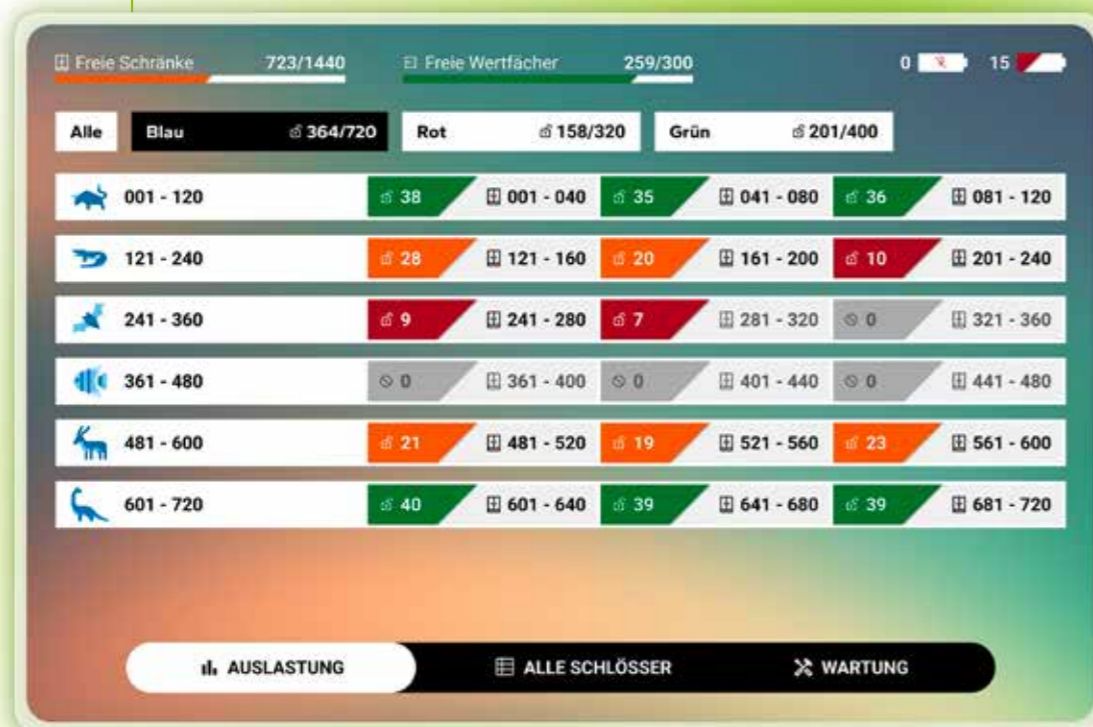 Freie Schränke 723/1440 Freie Wertfächer 259/300 0 15
Alle Blau 364/720 Rot 158/320 Grün 201/400
001 - 120 38 001 - 040 35 041 - 080 36 081 - 120
121 - 240 28 121 - 160 20 161 - 200 10 201 - 240
241 - 360 9 241 - 280 7 281 - 320 0 321 - 360
361 - 480 0 361 - 400 0 401 - 440 0 441 - 480
481 - 600 21 481 - 520 19 521 - 560 23 561 - 600
601 - 720 40 601 - 640 39 641 - 680 39 681 - 720
AUSLASTUNG ALLE SCHLÖSSER WARTUNG